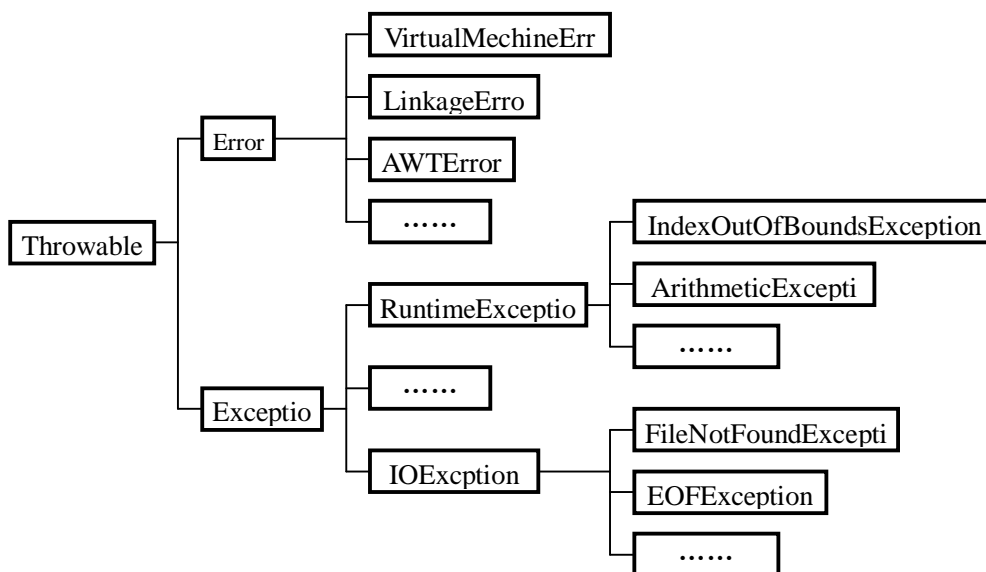 VirtualMechineErr
LinkageErro
Error
AWTError
……
IndexOutOfBoundsException
Throwable
ArithmeticExcepti
RuntimeExceptio
……
……
Exceptio
FileNotFoundExcepti
IOExcption
EOFException
……